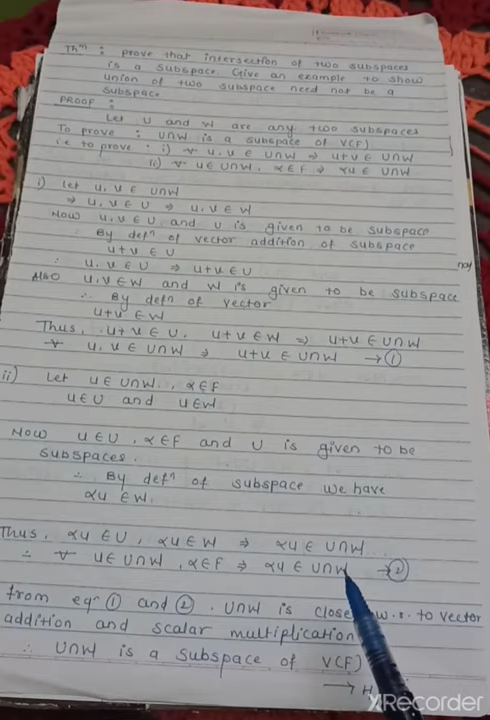 Thm : prove that intersection of two subspaces
is a subspace. Give an example to show
union of two subspace need not be a
subspace.
PROOF :
Let U and W are any two subspaces
To prove : U∩W is a subspace of V(F)
i.e to prove : i) ∀ u, v ∈ U∩W ⇒ u+v ∈ U∩W
ii) ∀ u ∈ U∩W, α∈F ⇒ αu ∈ U∩W
i) Let u, v ∈ U∩W
⇒ u, v ∈ U ⇒ u, v ∈ W
Now u, v ∈ U and U is given to be subspace
∴ By defn of vector addition of subspace
u+v ∈ U
∴ u, v ∈ U ⇒ u+v ∈ U
Also u, v ∈ W and W is given to be subspace
∴ By defn of vector
u+v ∈ W
Thus, u+v ∈ U, u+v ∈ W ⇒ u+v ∈ U∩W
∀ u, v ∈ U∩W ⇒ u+v ∈ U∩W → ①
ii) Let u ∈ U∩W, α∈F
u∈U and u∈W
Now u∈U, α∈F and U is given to be
subspaces.
∴ By defn of subspace we have
αu ∈ W.
Thus, αu ∈ U, αu ∈ W ⇒ αu ∈ U∩W
∴ ∀ u∈ U∩W, α∈F ⇒ αu ∈ U∩W → ②
from eqn ① and ②. U∩W is close w.r. to vector
addition and scalar multiplication
∴ U∩W is a subspace of V(F)
→ H
XRecorder